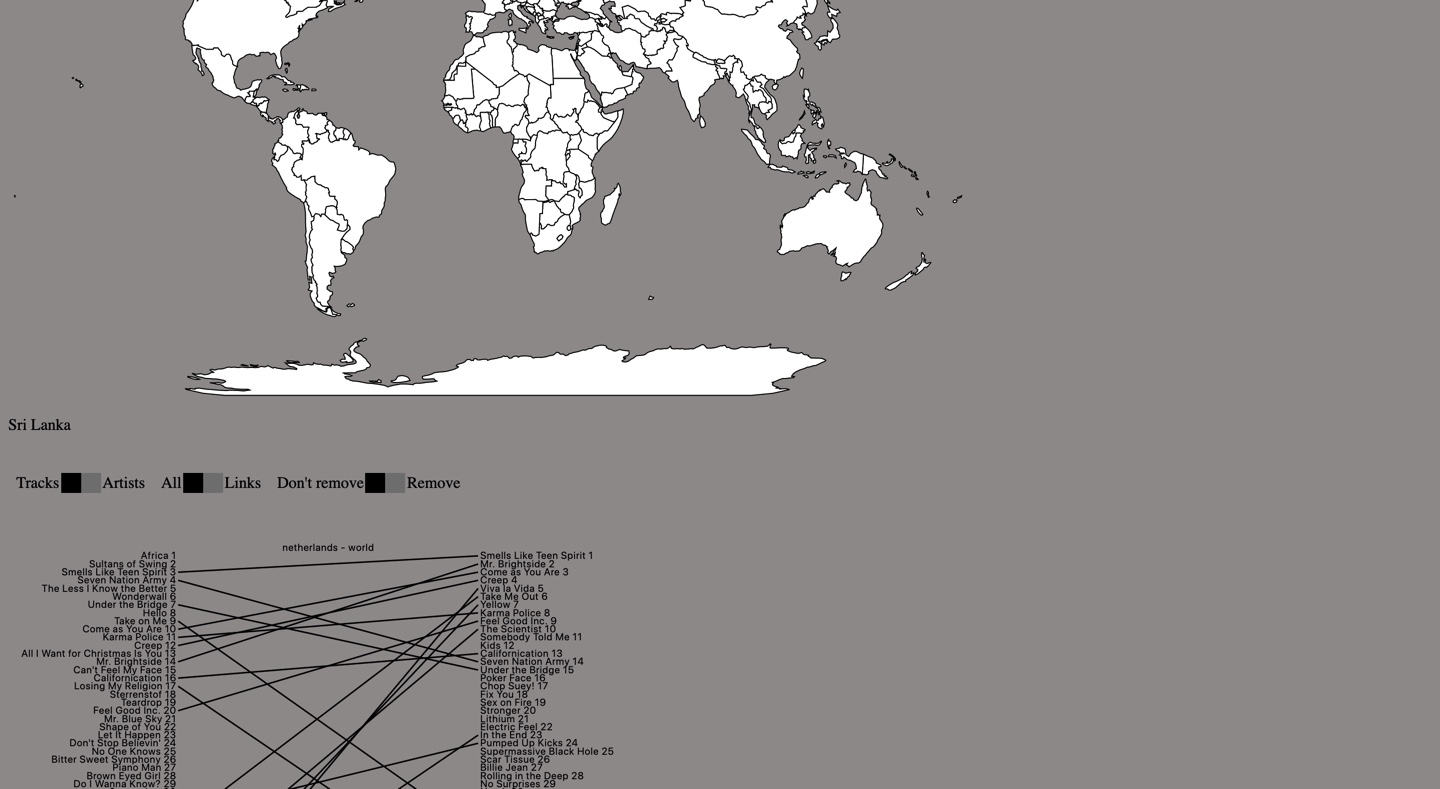 Sri Lanka
Tracks Artists All Links Don't remove Remove
netherlands - world
Africa 1
Sultans of Swing 2
Smells Like Teen Spirit 3
Seven Nation Army 4
The Less I Know the Better 5
Wonderwall 6
Under the Bridge 7
Hello 8
Take on Me 9
Come as You Are 10
Karma Police 11
Creep 12
All I Want for Christmas Is You 13
Mr. Brightside 14
Can't Feel My Face 15
Californication 16
Losing My Religion 17
Sterrenstof 18
Teardrop 19
Feel Good Inc. 20
Mr. Blue Sky 21
Shape of You 22
Let It Happen 23
Don't Stop Believin' 24
No One Knows 25
Bitter Sweet Symphony 26
Piano Man 27
Brown Eyed Girl 28
Do I Wanna Know? 29
Smells Like Teen Spirit 1
Mr. Brightside 2
Come as You Are 3
Creep 4
Viva la Vida 5
Take Me Out 6
Yellow 7
Karma Police 8
Feel Good Inc. 9
The Scientist 10
Somebody Told Me 11
Kids 12
Californication 13
Seven Nation Army 14
Under the Bridge 15
Poker Face 16
Chop Suey! 17
Fix You 18
Sex on Fire 19
Stronger 20
Lithium 21
Electric Feel 22
In the End 23
Pumped Up Kicks 24
Supermassive Black Hole 25
Scar Tissue 26
Billie Jean 27
Rolling in the Deep 28
No Surprises 29